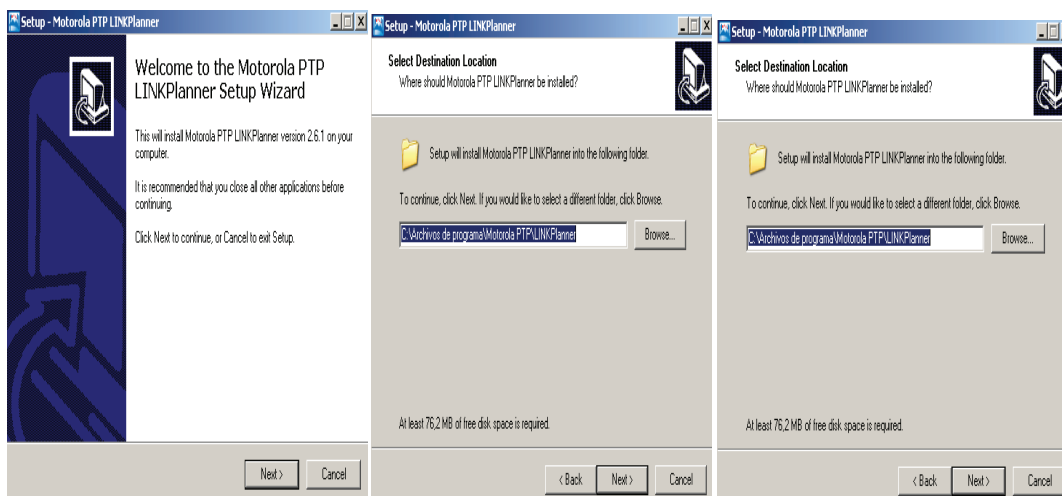 Setup - Motorola PTP LINKPlanner
Welcome to the Motorola PTP
LINKPlanner Setup Wizard
This will install Motorola PTP LINKPlanner version 2.6.1 on your
computer.
It is recommended that you close all other applications before
continuing.
Click Next to continue, or Cancel to exit Setup.
Next >
Cancel
Setup - Motorola PTP LINKPlanner
Select Destination Location
Where should Motorola PTP LINKPlanner be installed?
Setup will install Motorola PTP LINKPlanner into the following folder.
To continue, click Next. If you would like to select a different folder, click Browse.
C:\Archivos de programa\Motorola PTP\LINKPlanner
Browse...
At least 76,2 MB of free disk space is required.
< Back
Next >
Cancel
Setup - Motorola PTP LINKPlanner
Select Destination Location
Where should Motorola PTP LINKPlanner be installed?
Setup will install Motorola PTP LINKPlanner into the following folder.
To continue, click Next. If you would like to select a different folder, click Browse.
C:\Archivos de programa\Motorola PTP\LINKPlanner
Browse...
At least 76,2 MB of free disk space is required.
< Back
Next >
Cancel